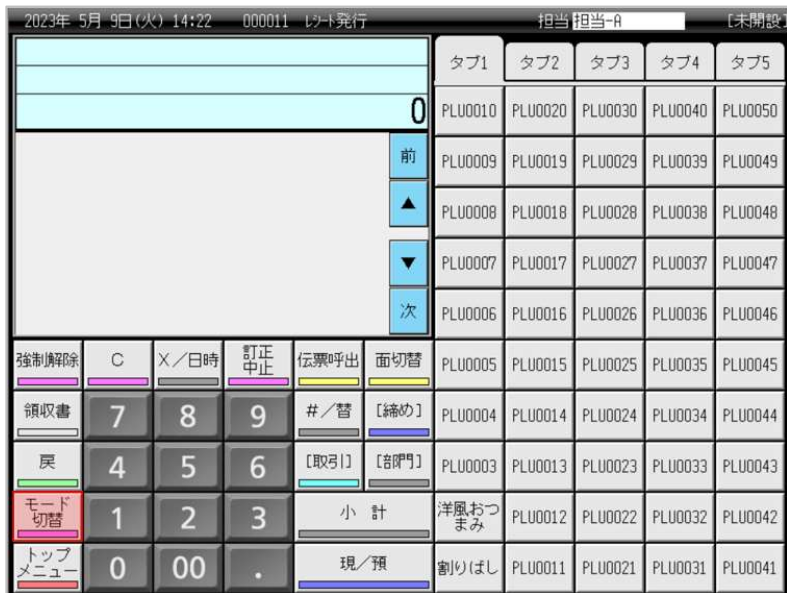 2023年 5月 9日(火) 14:22 000011 レシート発行 担当 担当-A [未開設]
タブ1 タブ2 タブ3 タブ4 タブ5
0
PLU0010 PLU0020 PLU0030 PLU0040 PLU0050
前
PLU0009 PLU0019 PLU0029 PLU0039 PLU0049
▲
PLU0008 PLU0018 PLU0028 PLU0038 PLU0048
▼
PLU0007 PLU0017 PLU0027 PLU0037 PLU0047
次
PLU0006 PLU0016 PLU0026 PLU0036 PLU0046
強制解除 C X/日時 訂正
中止 伝票呼出 面切替
PLU0005 PLU0015 PLU0025 PLU0035 PLU0045
領収書 7 8 9 #/替 [締め]
PLU0004 PLU0014 PLU0024 PLU0034 PLU0044
戻 4 5 6 [取引] [部門]
PLU0003 PLU0013 PLU0023 PLU0033 PLU0043
モード
切替 1 2 3 小 計
洋風おつ
まみ PLU0012 PLU0022 PLU0032 PLU0042
トップ
メニュー 0 00 . 現/預
割りばし PLU0011 PLU0021 PLU0031 PLU0041